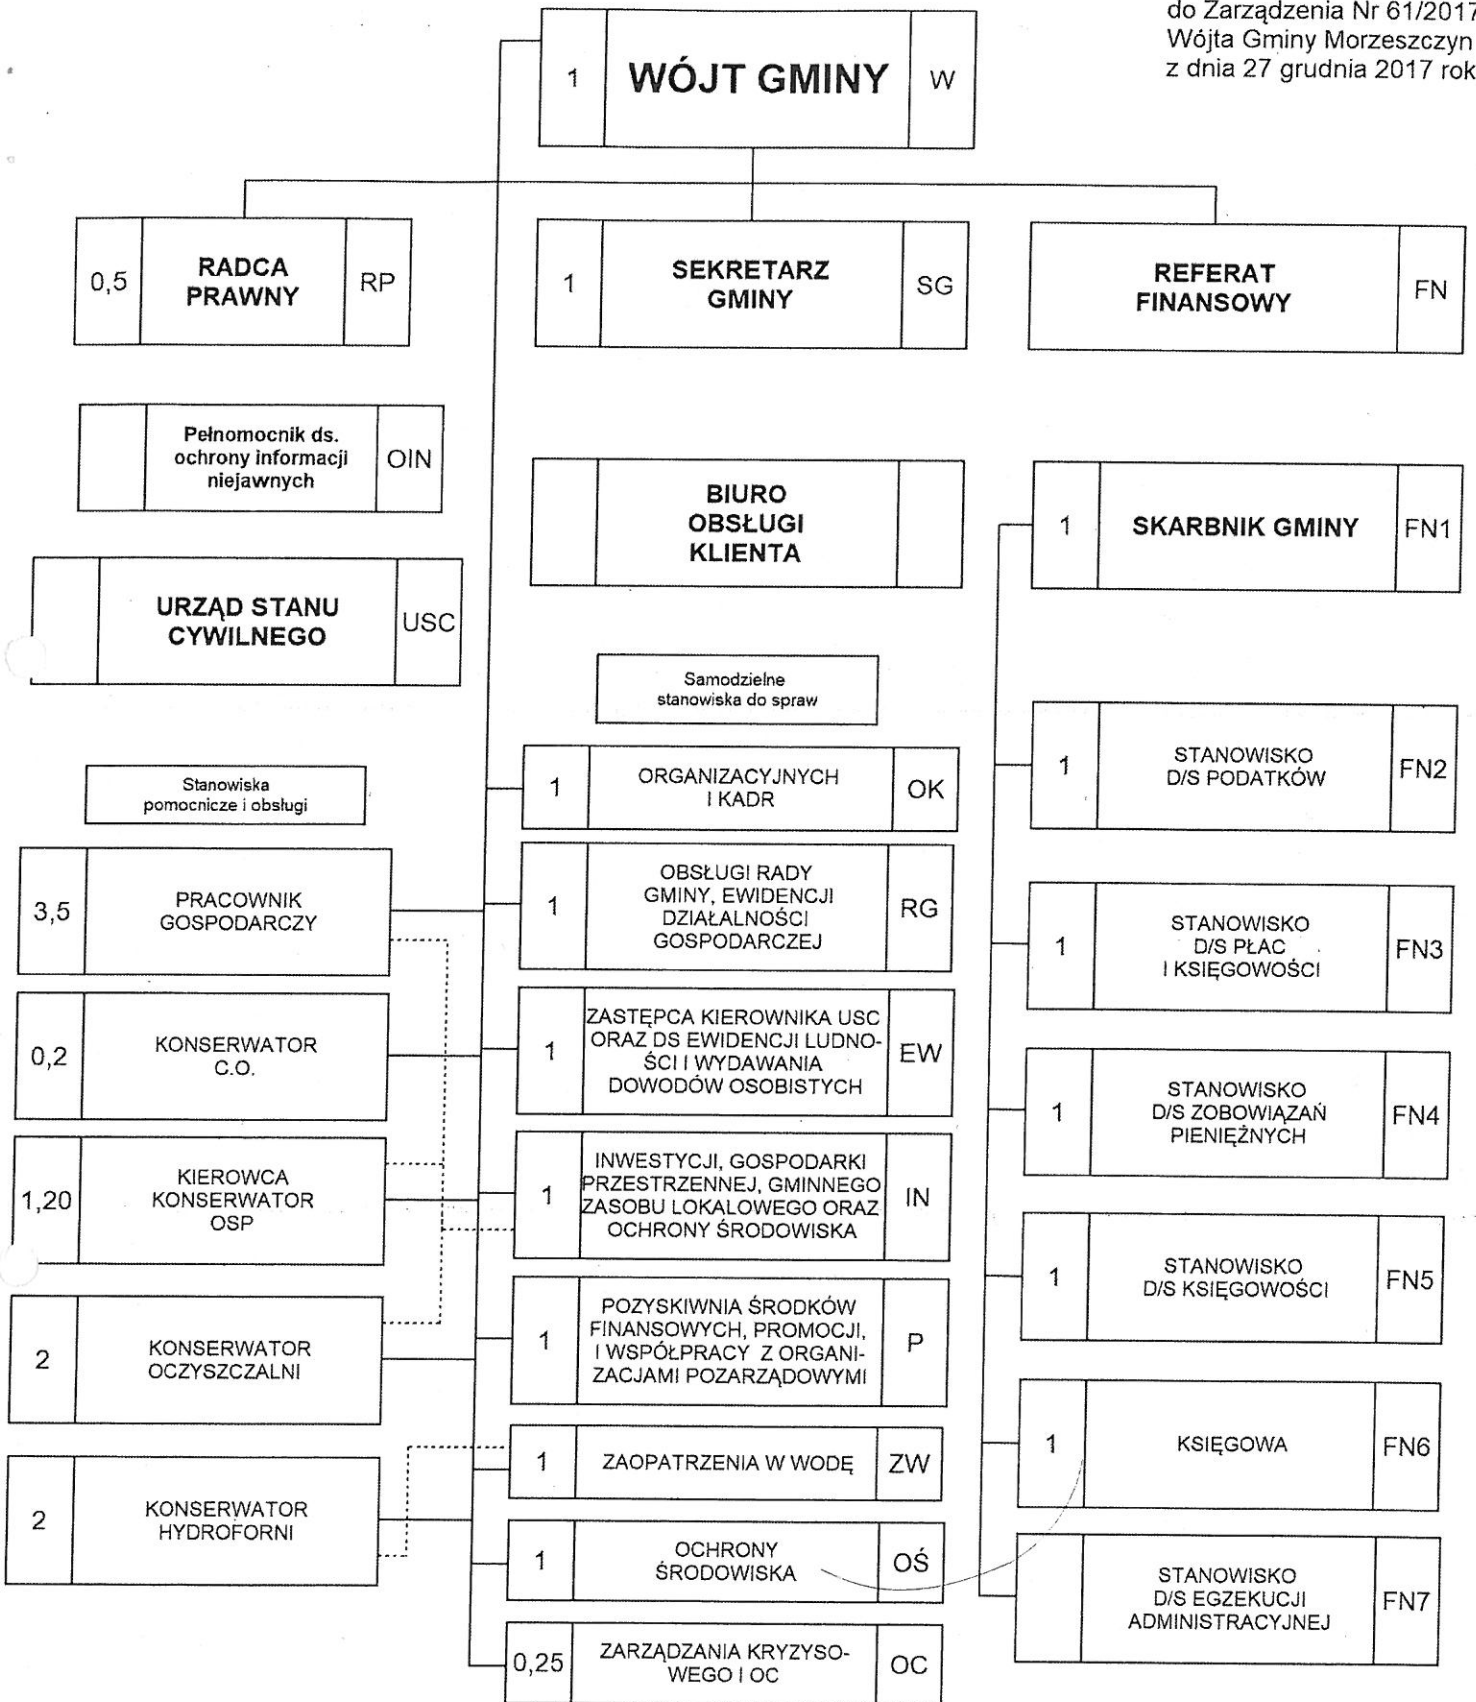 do Zarządzenia Nr 61/2017
Wójta Gminy Morzeszczyn
z dnia 27 grudnia 2017 rok
1
WÓJT GMINY
W
0,5
RADCA
PRAWNY
RP
1
SEKRETARZ
GMINY
SG
REFERAT
FINANSOWY
FN
Pełnomocnik ds.
ochrony informacji
niejawnych
OIN
URZĄD STANU
CYWILNEGO
USC
Stanowiska
pomocnicze i obsługi
3,5
PRACOWNIK
GOSPODARCZY
0,2
KONSERWATOR
C.O.
1,20
KIEROWCA
KONSERWATOR
OSP
2
KONSERWATOR
OCZYSZCZALNI
2
KONSERWATOR
HYDROFORNI
BIURO
OBSŁUGI
KLIENTA
Samodzielne
stanowiska do spraw
1
ORGANIZACYJNYCH
I KADR
OK
1
OBSŁUGI RADY
GMINY, EWIDENCJI
DZIAŁALNOŚCI
GOSPODARCZEJ
RG
1
ZASTĘPCA KIEROWNIKA USC
ORAZ DS EWIDENCJI LUDNO-
ŚCI I WYDAWANIA
DOWODÓW OSOBISTYCH
EW
1
INWESTYCJI, GOSPODARKI
PRZESTRZENNEJ, GMINNEGO
ZASOBU LOKALOWEGO ORAZ
OCHRONY ŚRODOWISKA
IN
1
POZYSKIWNIA ŚRODKÓW
FINANSOWYCH, PROMOCJI,
I WSPÓŁPRACY Z ORGANI-
ZACJAMI POZARZĄDOWYMI
P
1
ZAOPATRZENIA W WODĘ
ZW
1
OCHRONY
ŚRODOWISKA
OŚ
0,25
ZARZĄDZANIA KRYZYSO-
WEGO I OC
OC
1
SKARBNIK GMINY
FN1
1
STANOWISKO
D/S PODATKÓW
FN2
1
STANOWISKO
D/S PŁAC
I KSIĘGOWOŚCI
FN3
1
STANOWISKO
D/S ZOBOWIĄZAŃ
PIENIĘŻNYCH
FN4
1
STANOWISKO
D/S KSIĘGOWOŚCI
FN5
1
KSIĘGOWA
FN6
STANOWISKO
D/S EGZEKUCJI
ADMINISTRACYJNEJ
FN7